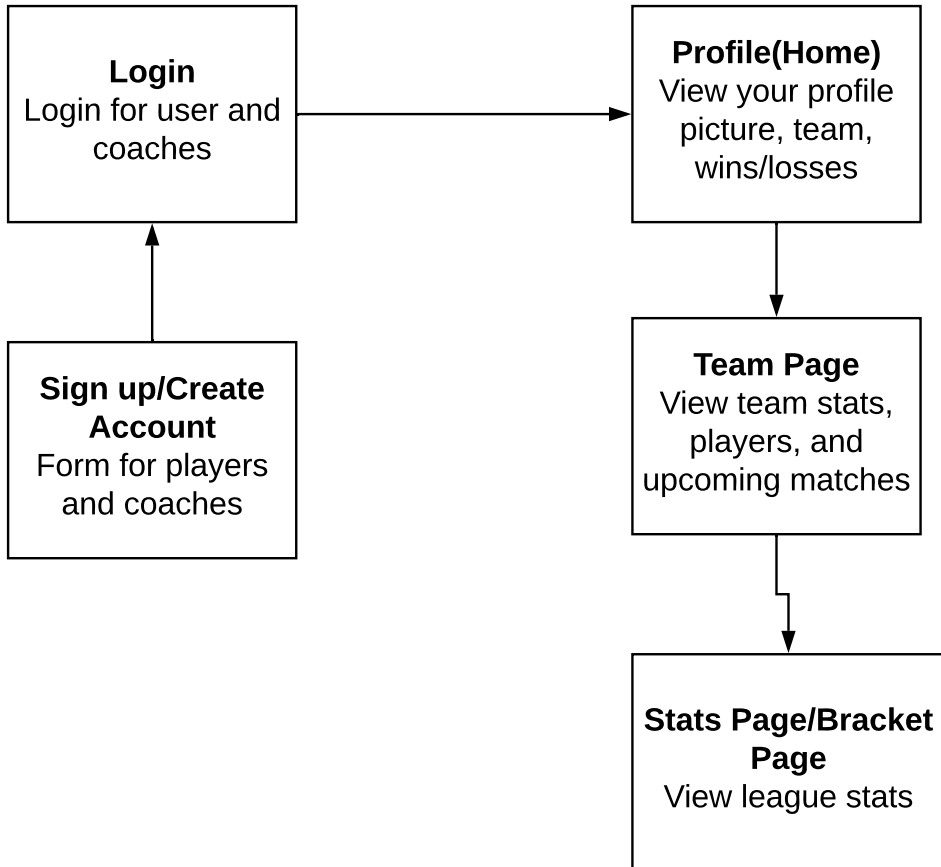 Login
Login for user and
coaches
Profile(Home)
View your profile
picture, team,
wins/losses
Sign up/Create
Account
Form for players
and coaches
Team Page
View team stats,
players, and
upcoming matches
Stats Page/Bracket
Page
View league stats